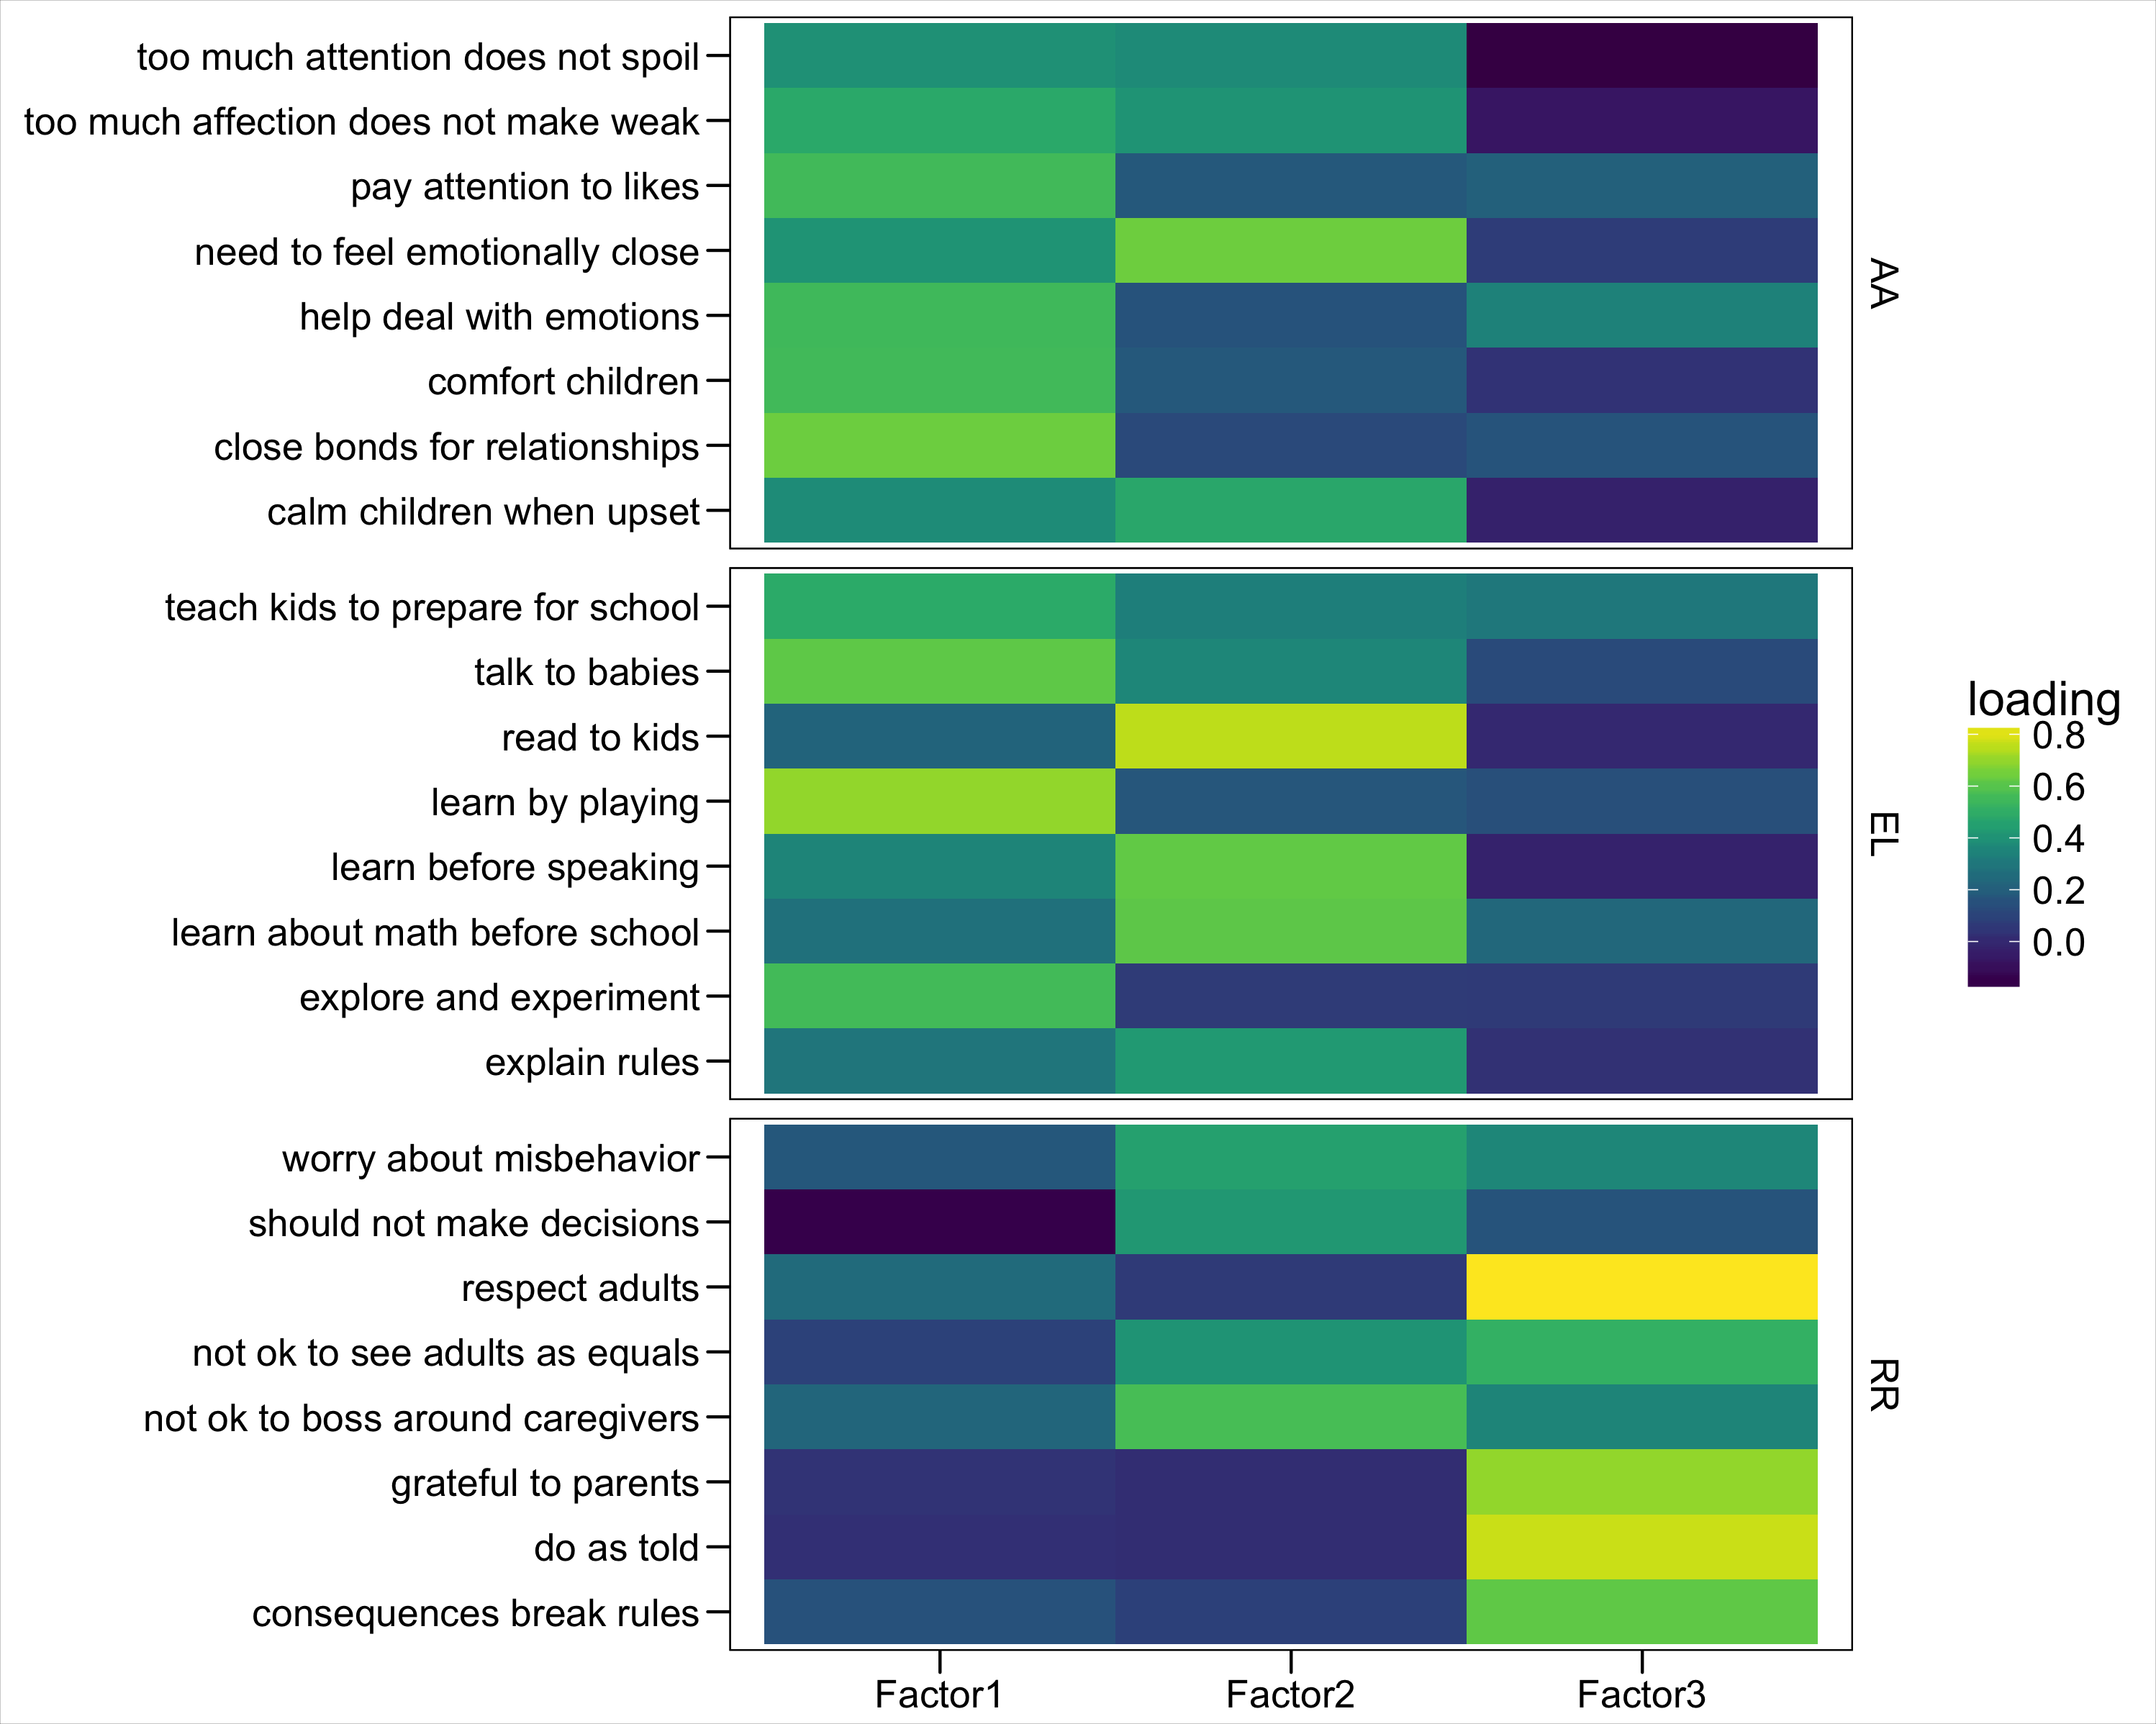 too much attention does not spoil
too much affection does not make weak
pay attention to likes
need to feel emotionally close
help deal with emotions
comfort children
close bonds for relationships
calm children when upset
AA
teach kids to prepare for school
talk to babies
read to kids
learn by playing
learn before speaking
learn about math before school
explore and experiment
explain rules
EL
worry about misbehavior
should not make decisions
respect adults
not ok to see adults as equals
not ok to boss around caregivers
grateful to parents
do as told
consequences break rules
RR
Factor1 Factor2 Factor3
loading
0.8
0.6
0.4
0.2
0.0